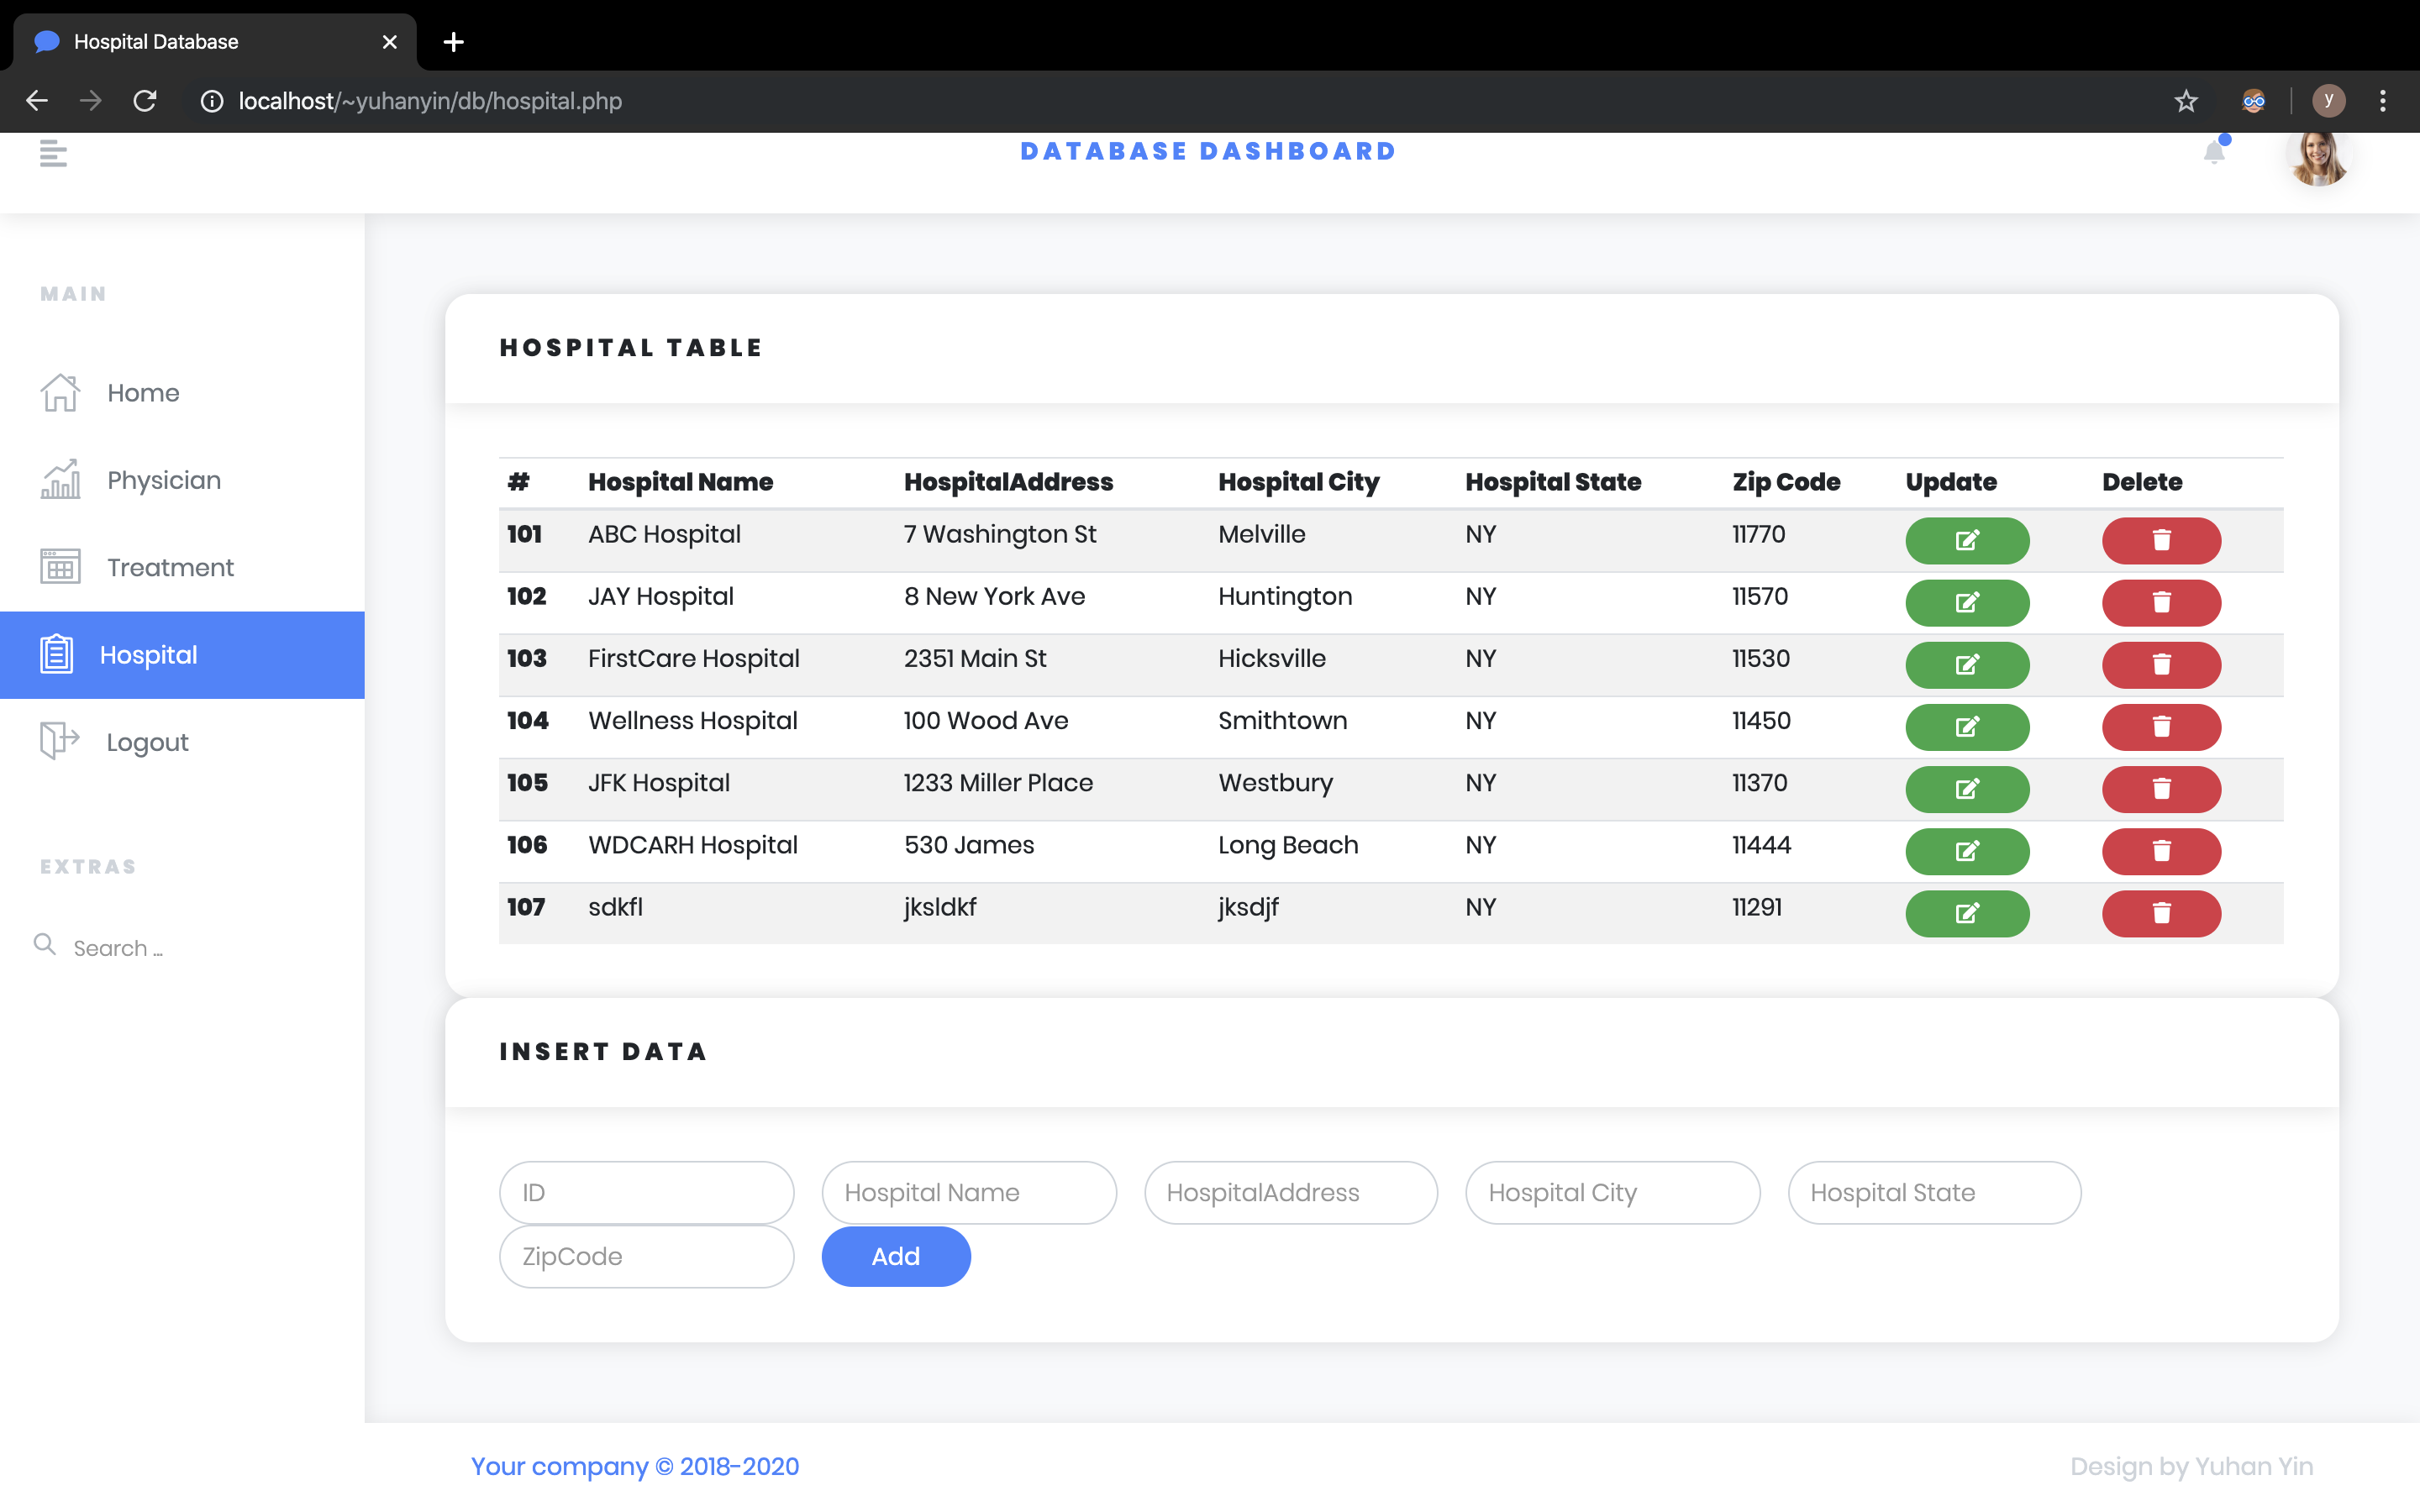 Hospital Database
localhost/~yuhanyin/db/hospital.php
y
DATABASE DASHBOARD
MAIN
Home
Physician
Treatment
Hospital
Logout
EXTRAS
Search ...
HOSPITAL TABLE
# Hospital Name HospitalAddress Hospital City Hospital State Zip Code Update Delete
101 ABC Hospital 7 Washington St Melville NY 11770
102 JAY Hospital 8 New York Ave Huntington NY 11570
103 FirstCare Hospital 2351 Main St Hicksville NY 11530
104 Wellness Hospital 100 Wood Ave Smithtown NY 11450
105 JFK Hospital 1233 Miller Place Westbury NY 11370
106 WDCARH Hospital 530 James Long Beach NY 11444
107 sdkfl jksldkf jksdjf NY 11291
INSERT DATA
ID Hospital Name HospitalAddress Hospital City Hospital State
ZipCode Add
Your company © 2018-2020 Design by Yuhan Yin